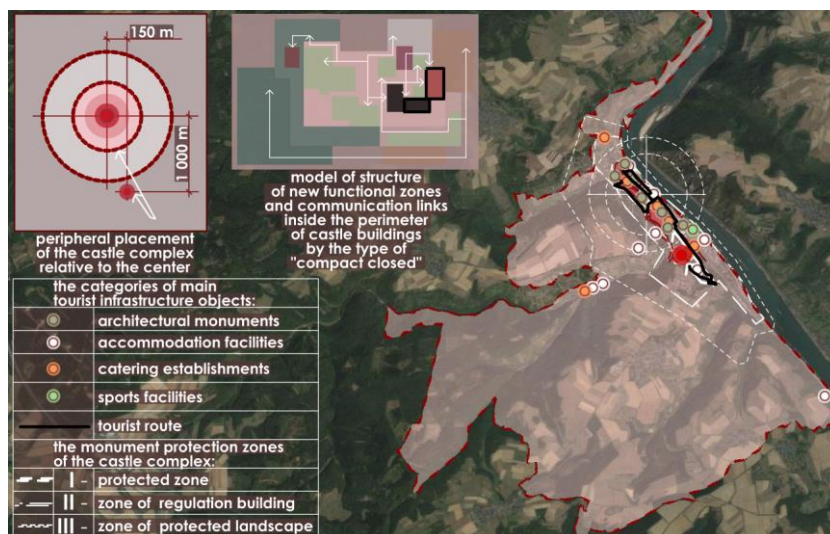 150 m
1 000 m
peripheral placement
of the castle complex
relative to the center
model of structure
of new functional zones
and communication links
inside the perimeter
of castle buildings
by the type of
"compact closed"
the categories of main
tourist infrastructure objects:
architectural monuments
accommodation facilities
catering establishments
sports facilities
tourist route
the monument protection zones
of the castle complex:
I - protected zone
II - zone of regulation building
III - zone of protected landscape